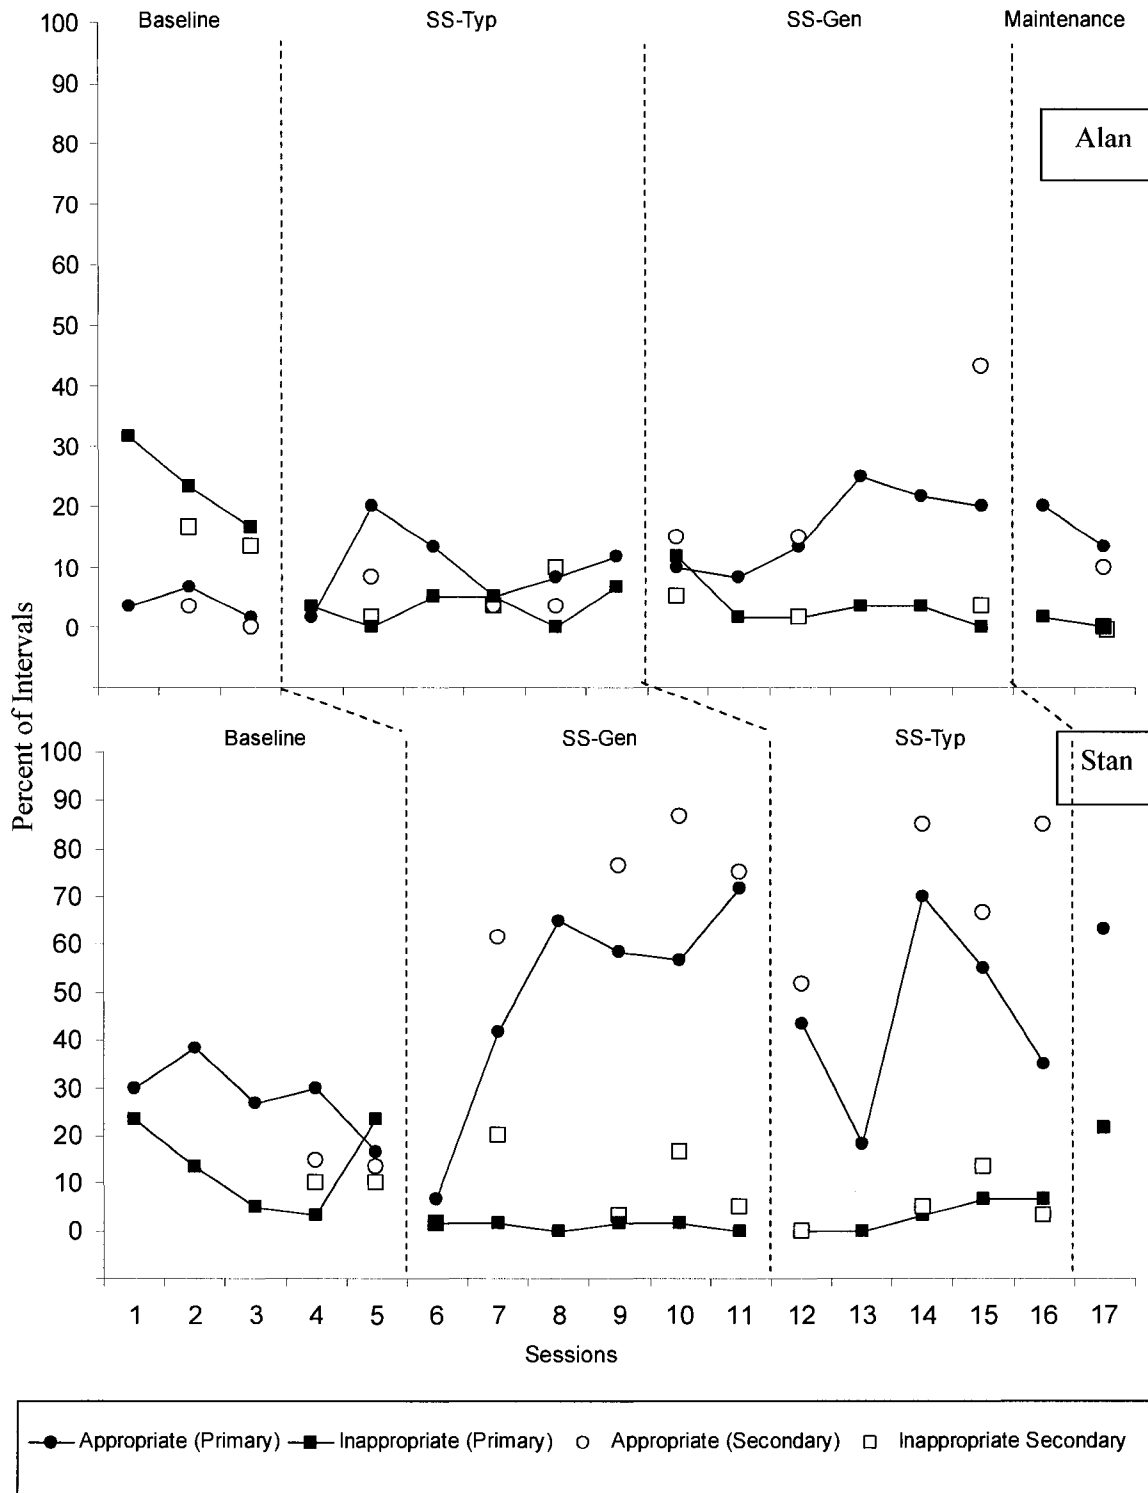 Baseline SS-Typ SS-Gen Maintenance
100
90
80
70
60
50
40
30
20
10
0
Alan
Percent of Intervals
Baseline SS-Gen SS-Typ
Stan
100
90
80
70
60
50
40
30
20
10
0
1 2 3 4 5 6 7 8 9 10 11 12 13 14 15 16 17
Sessions
Appropriate (Primary) Inappropriate (Primary) Appropriate (Secondary) Inappropriate Secondary